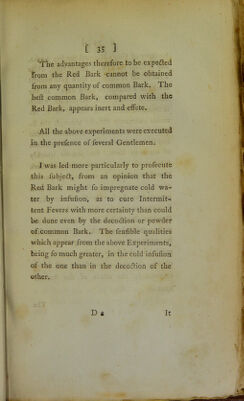 [ 35 ]
The advantages therefore to be expećted
from the Red Bark cannot be obtained
from any quantity of common Bark. The
beſt common Bark, compared with the
Red Bark, appears inert and effete.
All the above experiments were executed
in the preſence of ſeveral Gentlemen.
I was led more particularly to proſecute
this ſubject, from an opinion that the
Red Bark might ſo impregnate cold wa-
ter by infuſion, as to cure Intermit-
tent Fevers with more certainty than could
be done even by the decoction or powder
of common Bark. The ſenſible qualities
which appear from the above Experiments,
being ſo much greater, in the cold infuſion
of the one than in the decoction of the
other.
D 2 It